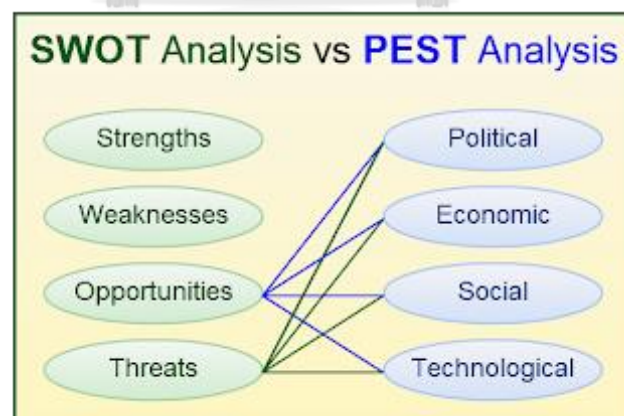 SWOT Analysis vs PEST Analysis
Strengths
Political
Weaknesses
Economic
Opportunities
Social
Threats
Technological